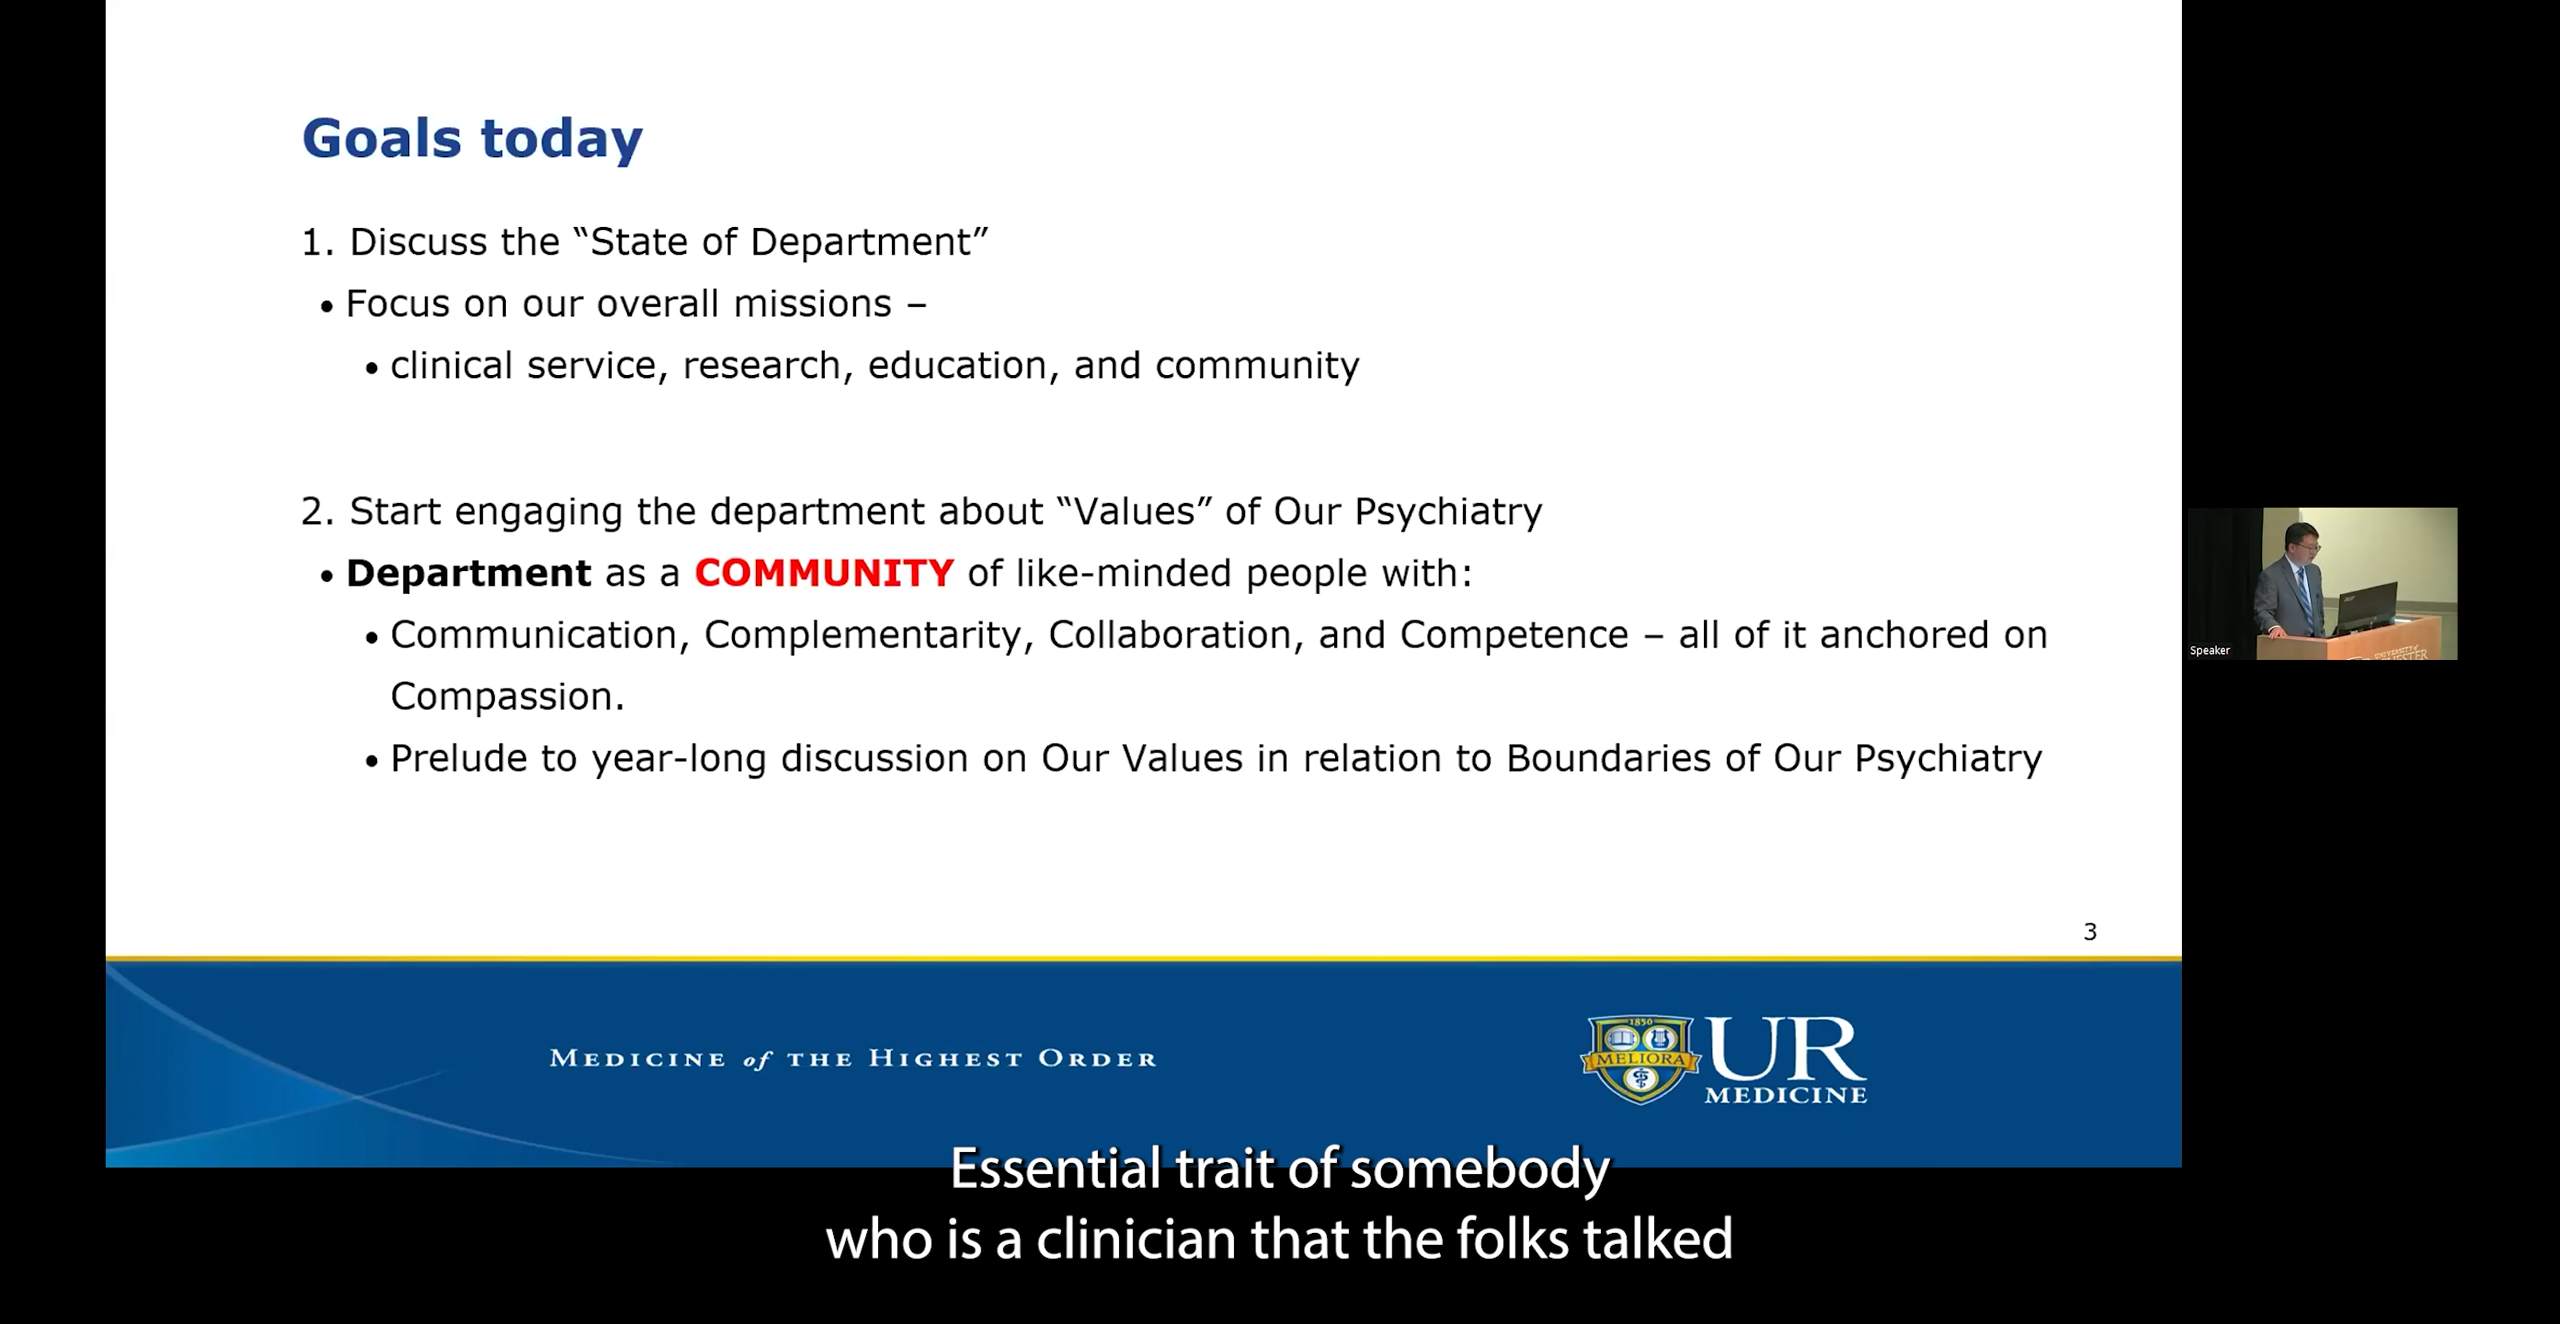 Goals today
1. Discuss the “State of Department”
• Focus on our overall missions –
• clinical service, research, education, and community
2. Start engaging the department about “Values” of Our Psychiatry
• Department as a COMMUNITY of like-minded people with:
• Communication, Complementarity, Collaboration, and Competence – all of it anchored on
Compassion.
• Prelude to year-long discussion on Our Values in relation to Boundaries of Our Psychiatry
3
MEDICINE of THE HIGHEST ORDER
1850
MELIORA
UR
MEDICINE
Speaker
UNIVERSITY of
Essential trait of somebody
who is a clinician that the folks talked